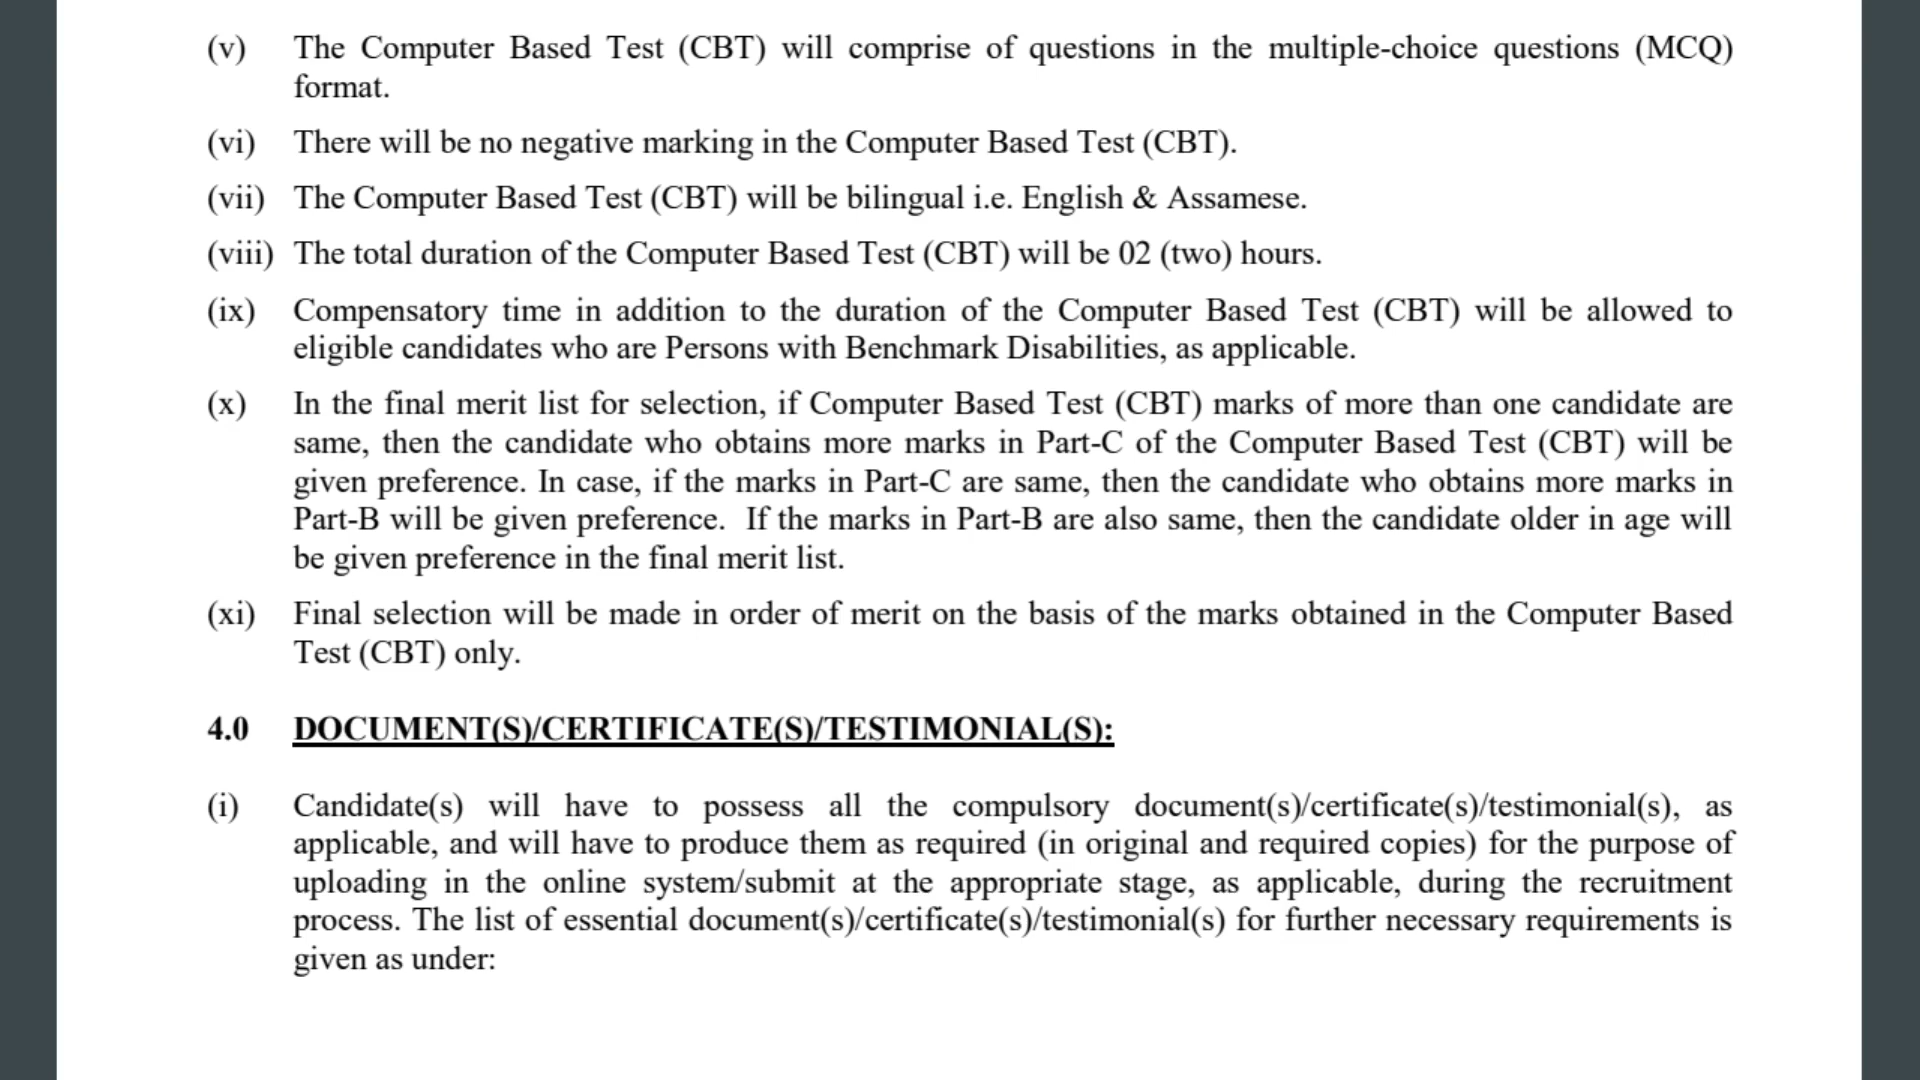 (v) The Computer Based Test (CBT) will comprise of questions in the multiple-choice questions (MCQ)
format.
(vi) There will be no negative marking in the Computer Based Test (CBT).
(vii) The Computer Based Test (CBT) will be bilingual i.e. English & Assamese.
(viii) The total duration of the Computer Based Test (CBT) will be 02 (two) hours.
(ix) Compensatory time in addition to the duration of the Computer Based Test (CBT) will be allowed to
eligible candidates who are Persons with Benchmark Disabilities, as applicable.
(x) In the final merit list for selection, if Computer Based Test (CBT) marks of more than one candidate are
same, then the candidate who obtains more marks in Part-C of the Computer Based Test (CBT) will be
given preference. In case, if the marks in Part-C are same, then the candidate who obtains more marks in
Part-B will be given preference. If the marks in Part-B are also same, then the candidate older in age will
be given preference in the final merit list.
(xi) Final selection will be made in order of merit on the basis of the marks obtained in the Computer Based
Test (CBT) only.
4.0 DOCUMENT(S)/CERTIFICATE(S)/TESTIMONIAL(S):
(i) Candidate(s) will have to possess all the compulsory document(s)/certificate(s)/testimonial(s), as
applicable, and will have to produce them as required (in original and required copies) for the purpose of
uploading in the online system/submit at the appropriate stage, as applicable, during the recruitment
process. The list of essential document(s)/certificate(s)/testimonial(s) for further necessary requirements is
given as under: